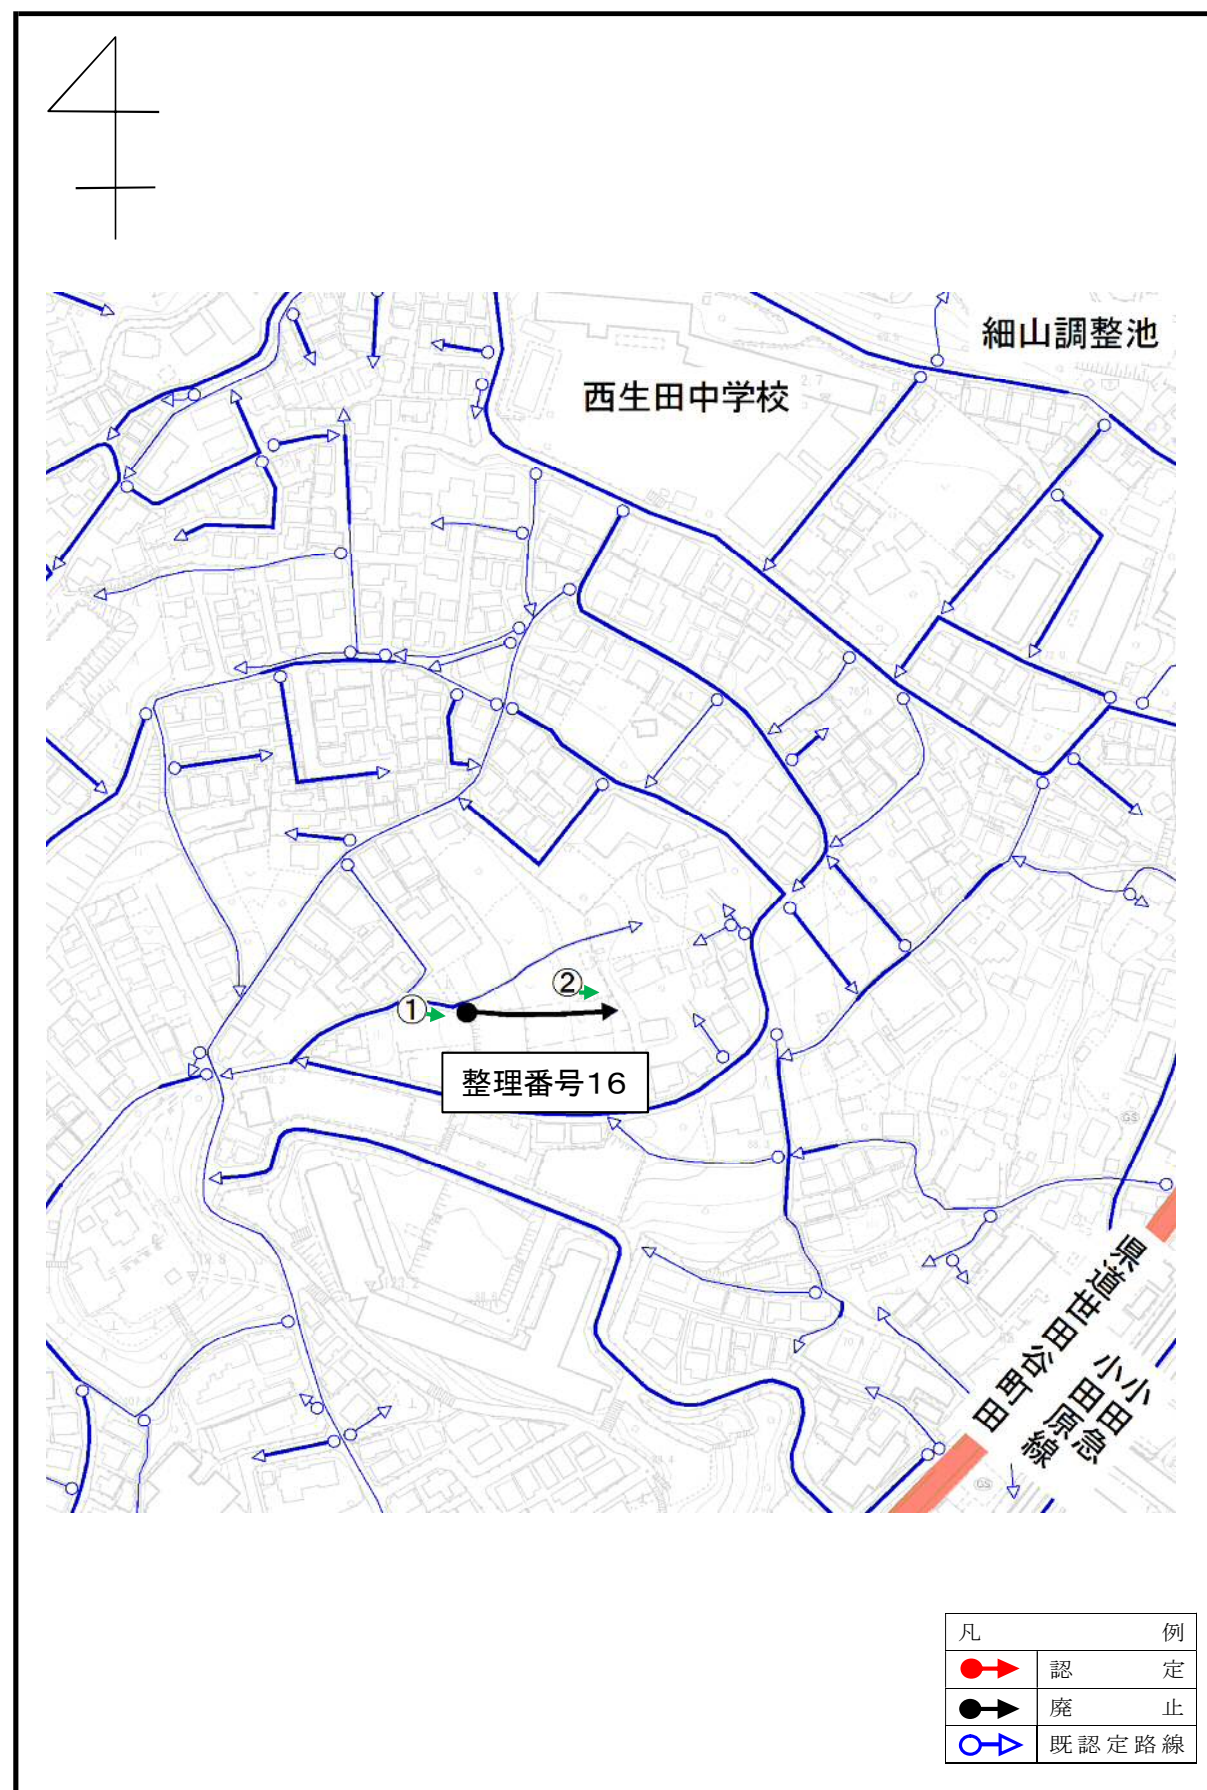 細山調整池
西生田中学校
②
①
整理番号16
県道世田谷町田
小田急
小田原線
凡例
認定
廃止
既認定路線